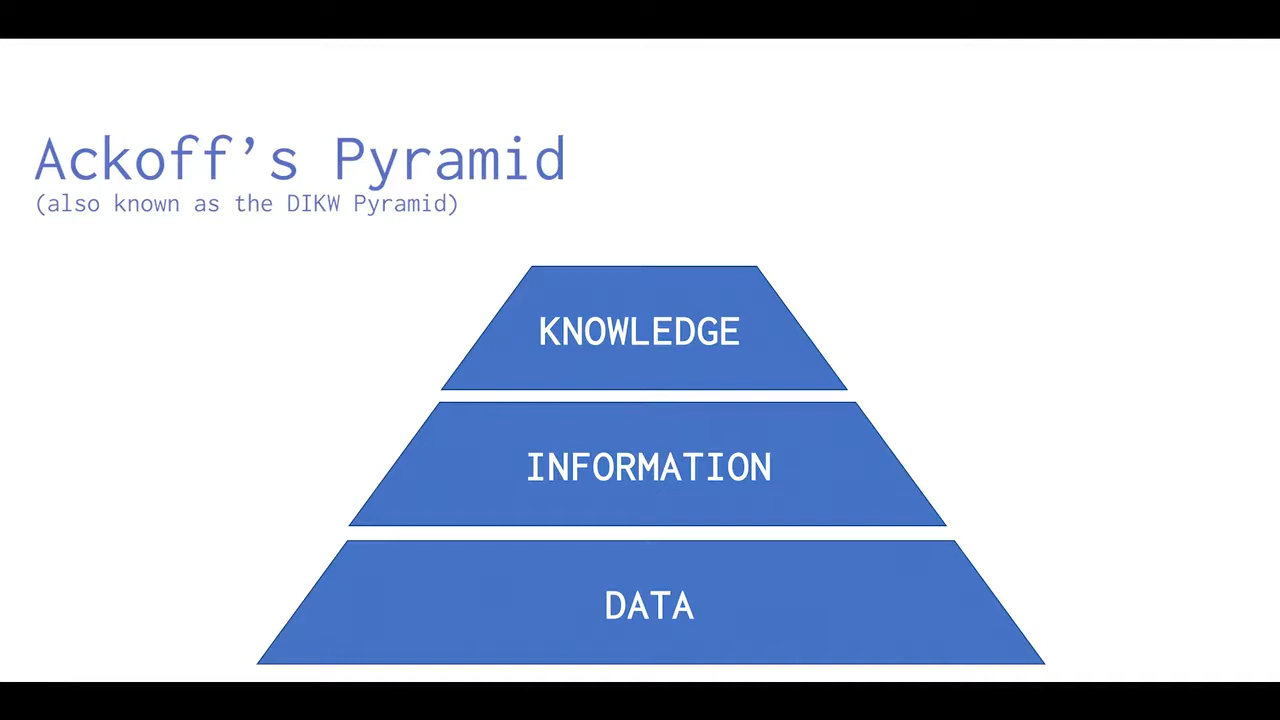 Ackoff’s Pyramid
(also known as the DIKW Pyramid)
KNOWLEDGE
INFORMATION
DATA